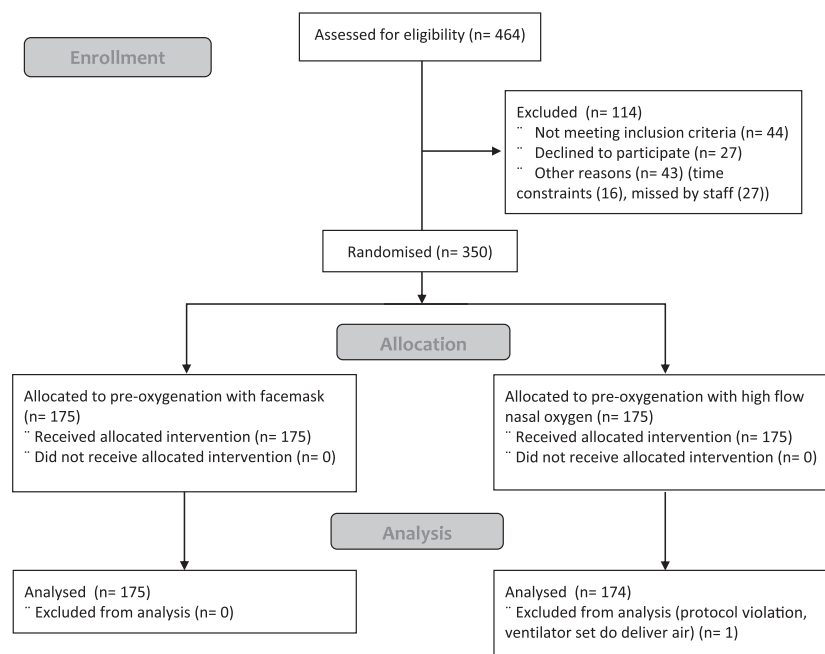 Assessed for eligibility (n= 464)
Enrollment
Excluded (n= 114)
¨ Not meeting inclusion criteria (n= 44)
¨ Declined to participate (n= 27)
¨ Other reasons (n= 43) (time
constraints (16), missed by staff (27))
Randomised (n= 350)
Allocation
Allocated to pre-oxygenation with facemask
(n= 175)
¨ Received allocated intervention (n= 175)
¨ Did not receive allocated intervention (n= 0)
Allocated to pre-oxygenation with high flow
nasal oxygen (n= 175)
¨ Received allocated intervention (n= 175)
¨ Did not receive allocated intervention (n= 0)
Analysis
Analysed (n= 175)
¨ Excluded from analysis (n= 0)
Analysed (n= 174)
¨ Excluded from analysis (protocol violation,
ventilator set do deliver air) (n= 1)